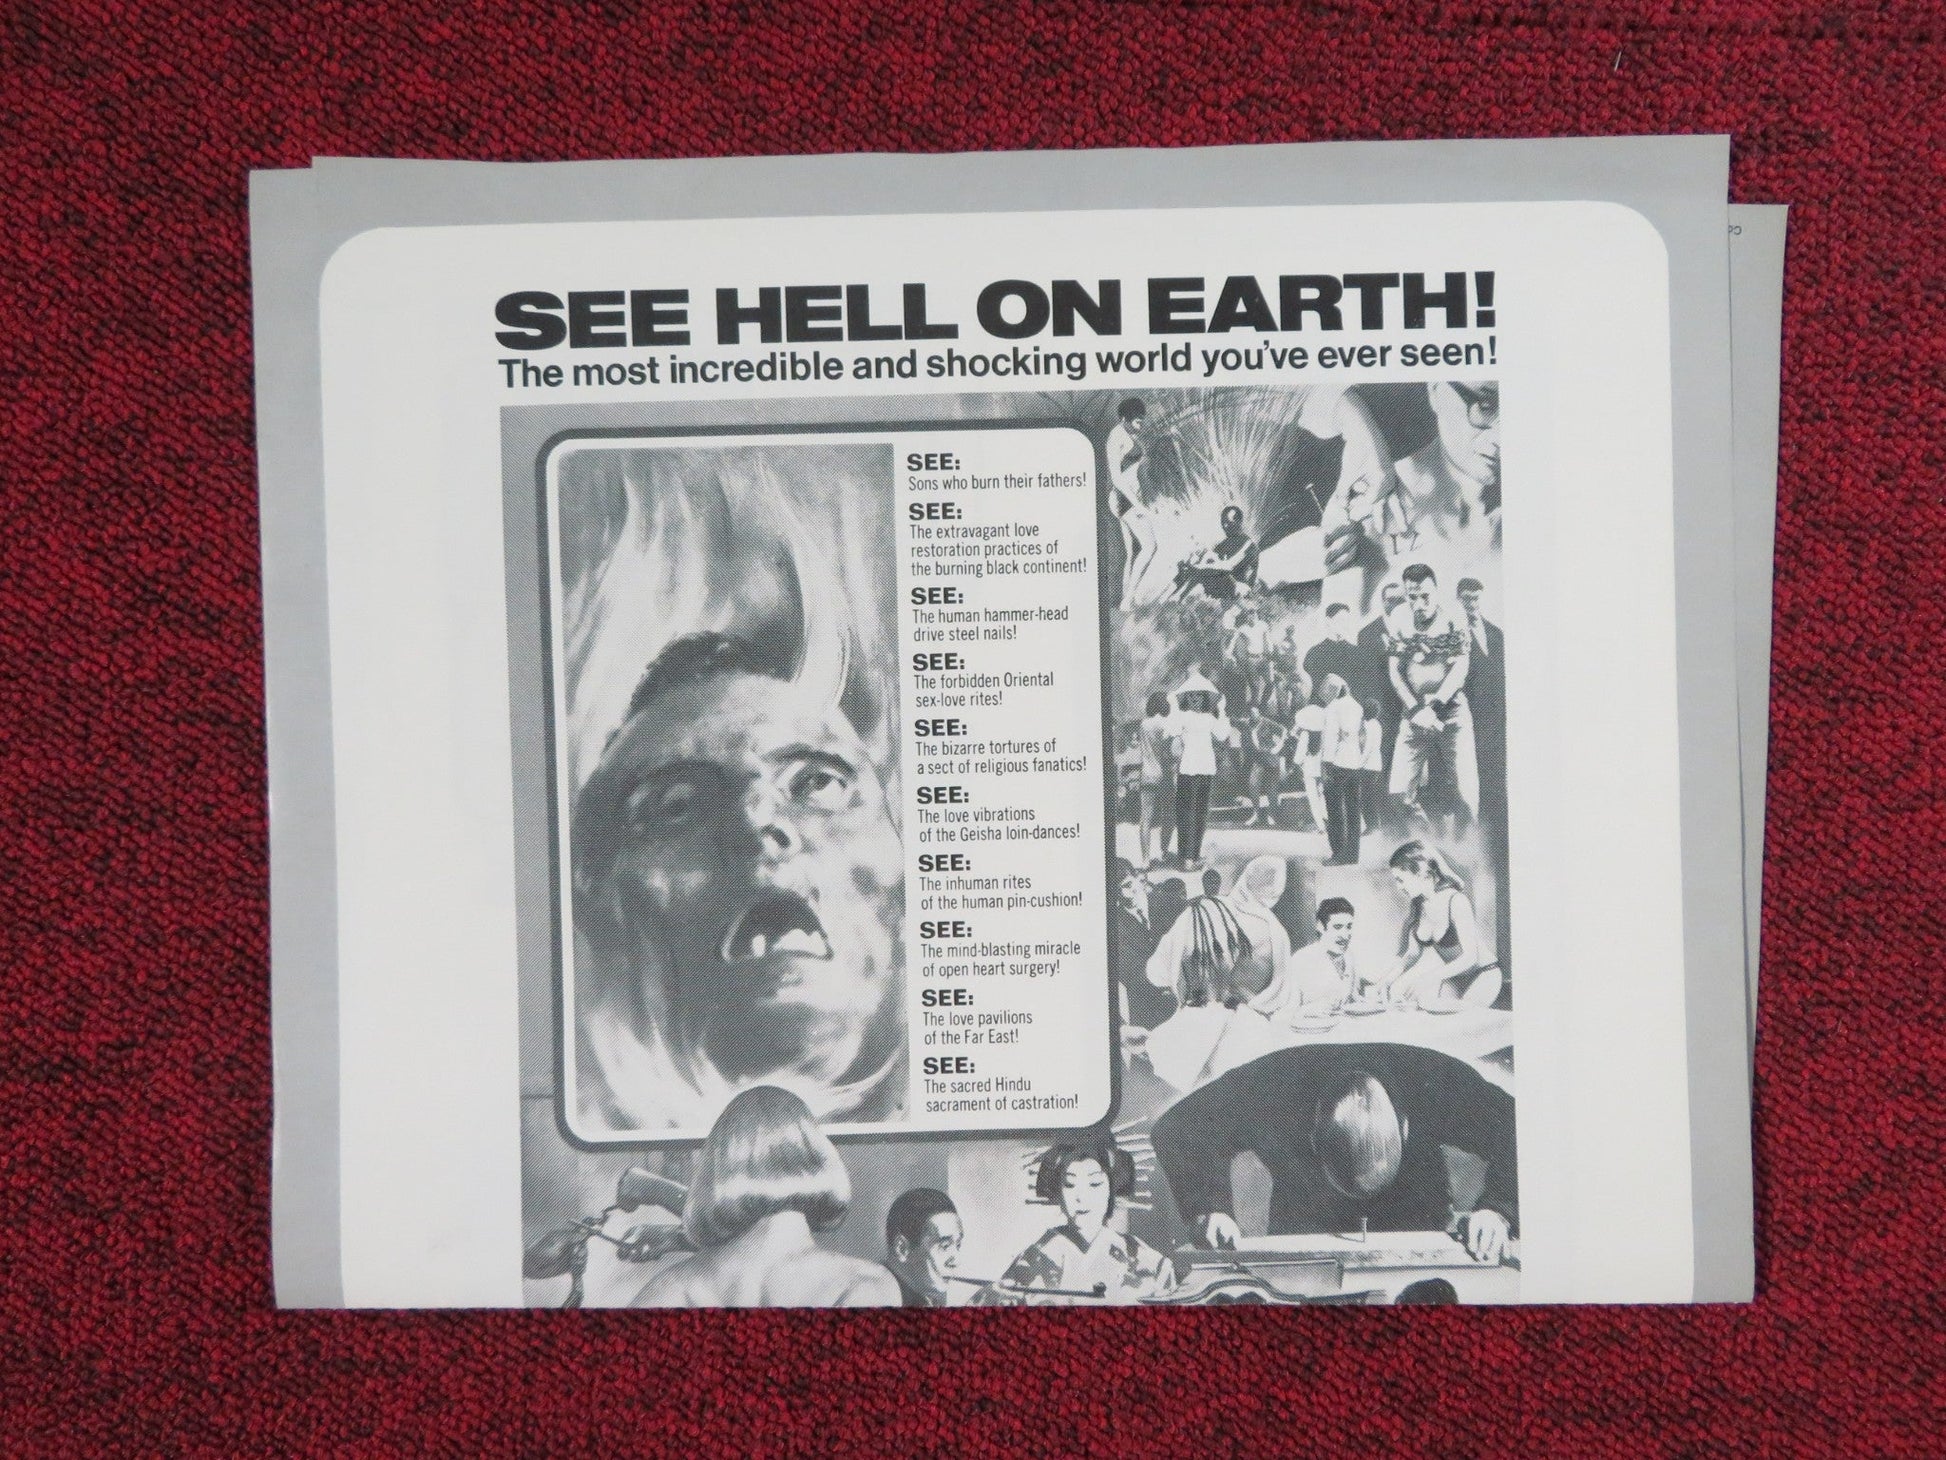 SEE HELL ON EARTH!
The most incredible and shocking world you've ever seen!
SEE:
Sons who burn their fathers!
SEE:
The extravagant love
restoration practices of
the burning black continent!
SEE:
The human hammer-head
drive steel nails!
SEE:
The forbidden Oriental
sex-love rites!
SEE:
The bizarre tortures of
a sect of religious fanatics!
SEE:
The love vibrations
of the Geisha loin-dances!
SEE:
The inhuman rites
of the human pin-cushion!
SEE:
The mind-blasting miracle
of open heart surgery!
SEE:
The love pavilions
of the Far East!
SEE:
The sacred Hindu
sacrament of castration!